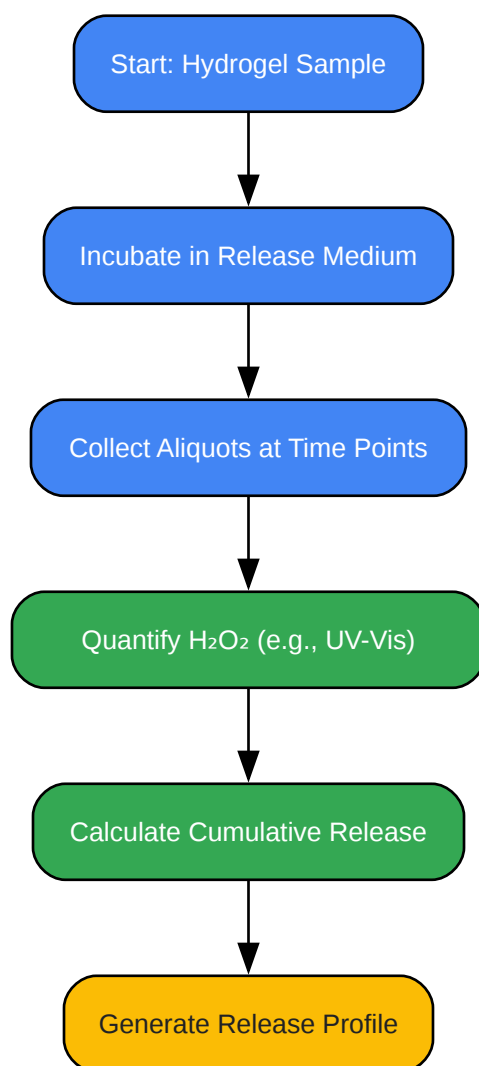 Start: Hydrogel Sample
Incubate in Release Medium
Collect Aliquots at Time Points
Quantify H₂O₂ (e.g., UV-Vis)
Calculate Cumulative Release
Generate Release Profile